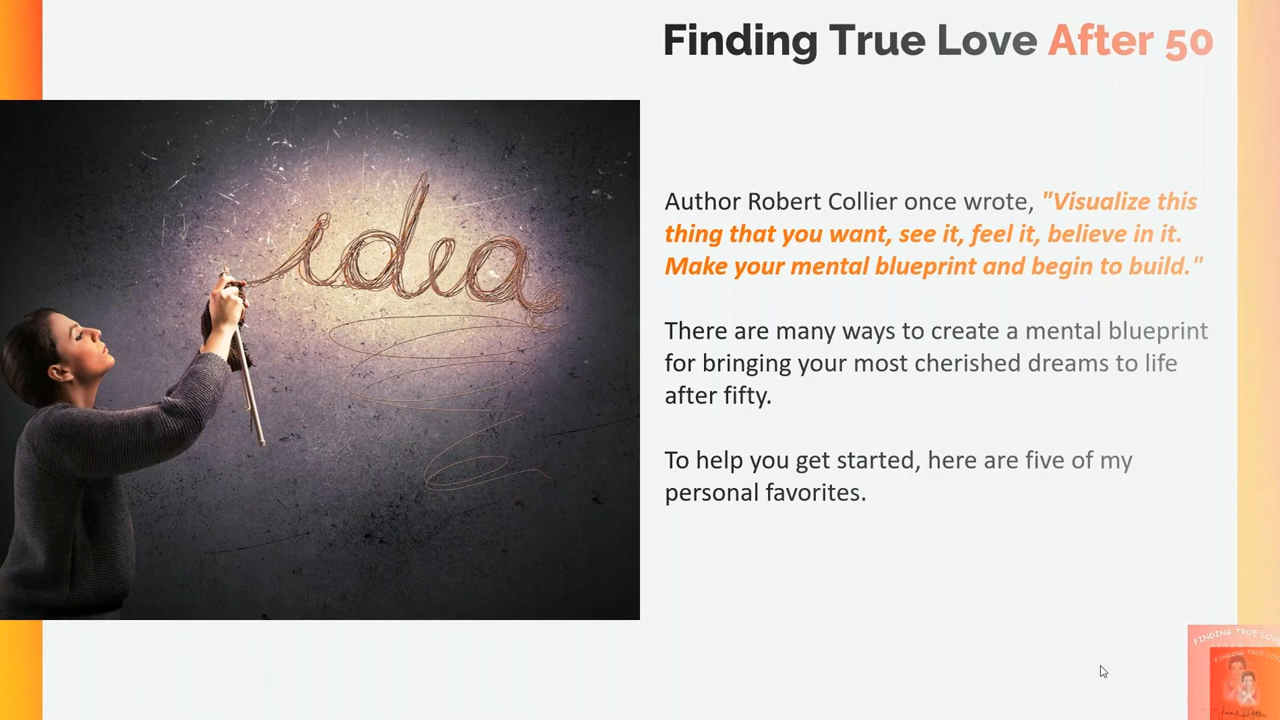 Finding True Love After 50
idea
Author Robert Collier once wrote, "Visualize this
thing that you want, see it, feel it, believe in it.
Make your mental blueprint and begin to build."
There are many ways to create a mental blueprint
for bringing your most cherished dreams to life
after fifty.
To help you get started, here are five of my
personal favorites.
FINDING TRUE LOVE
FINDING TRUE LOVE